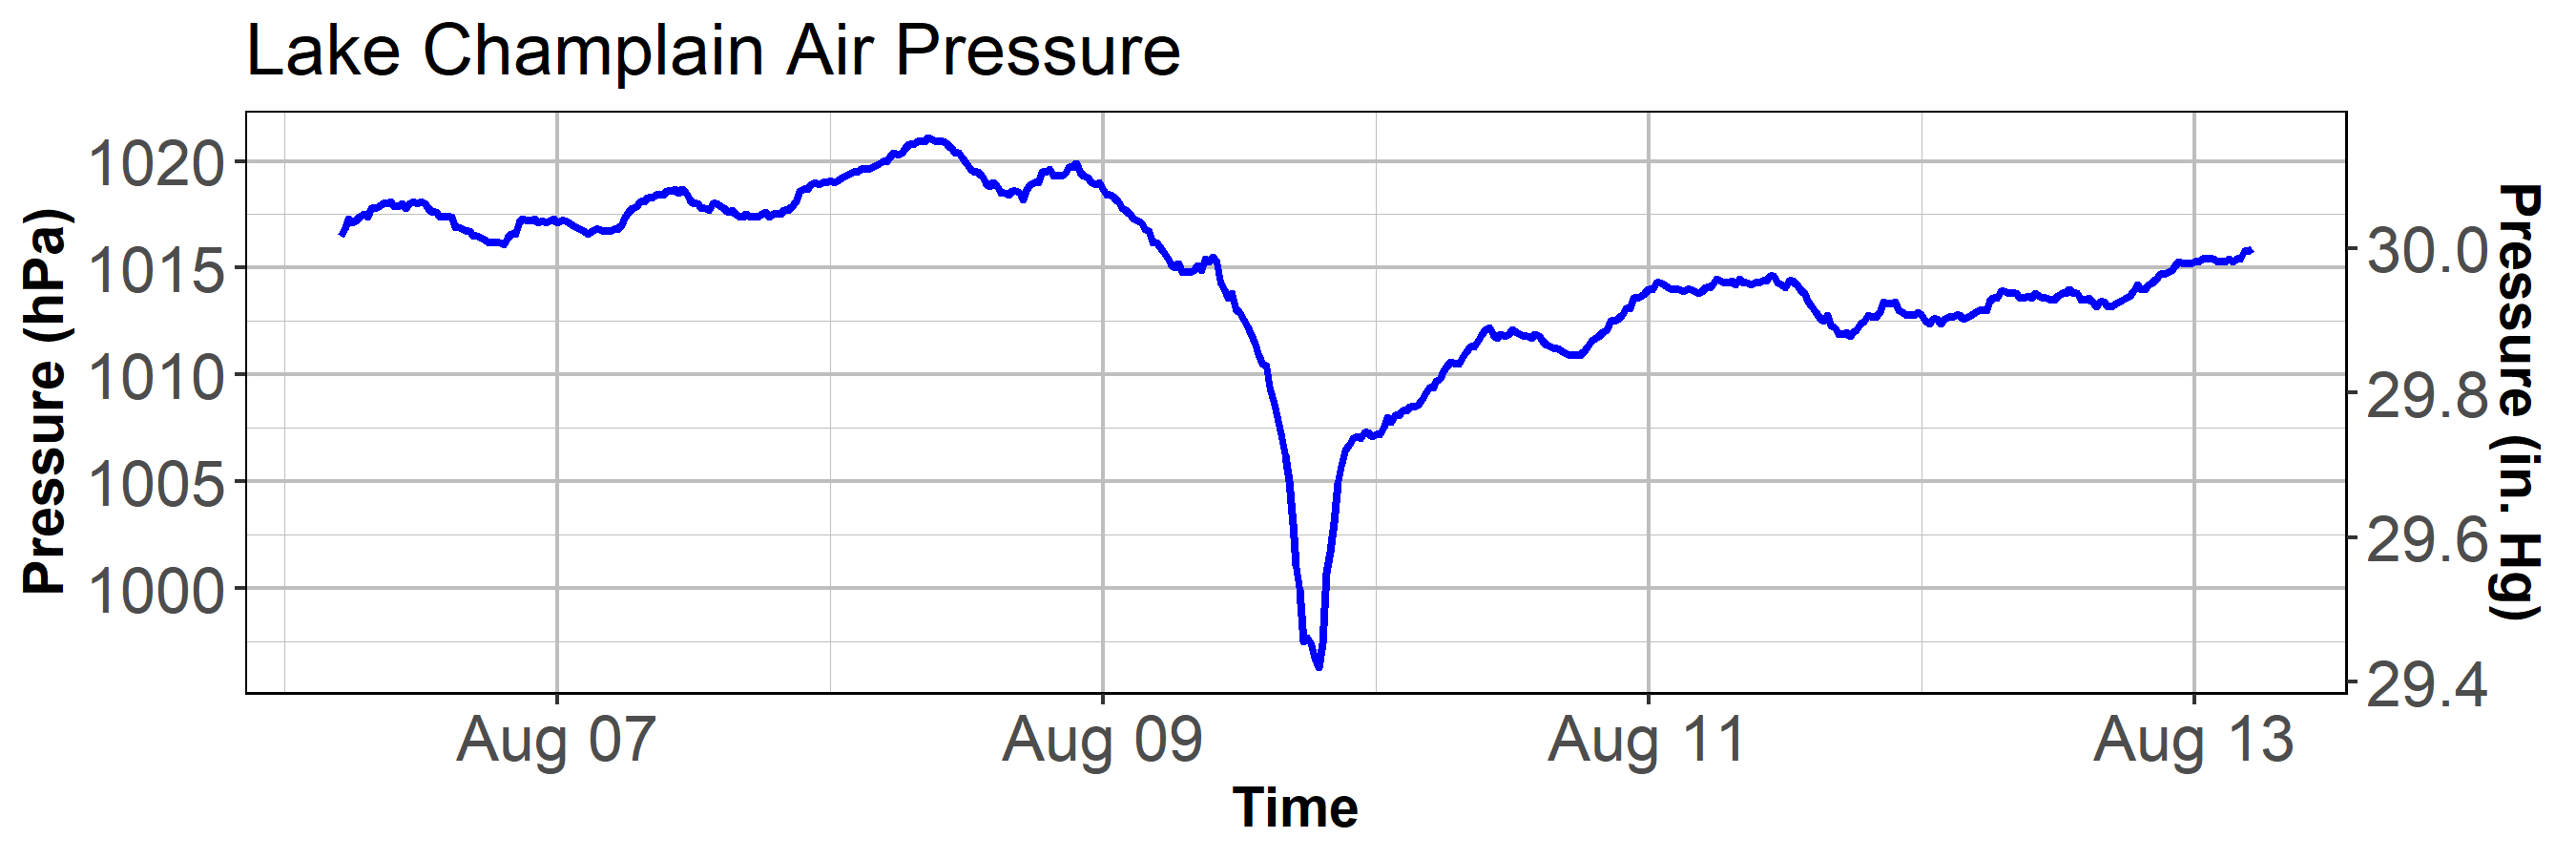 Lake Champlain Air Pressure
Pressure (hPa)
1020
1015
1010
1005
1000
30.0
29.8
29.6
29.4
Pressure (in. Hg)
Aug 07
Aug 09
Aug 11
Aug 13
Time